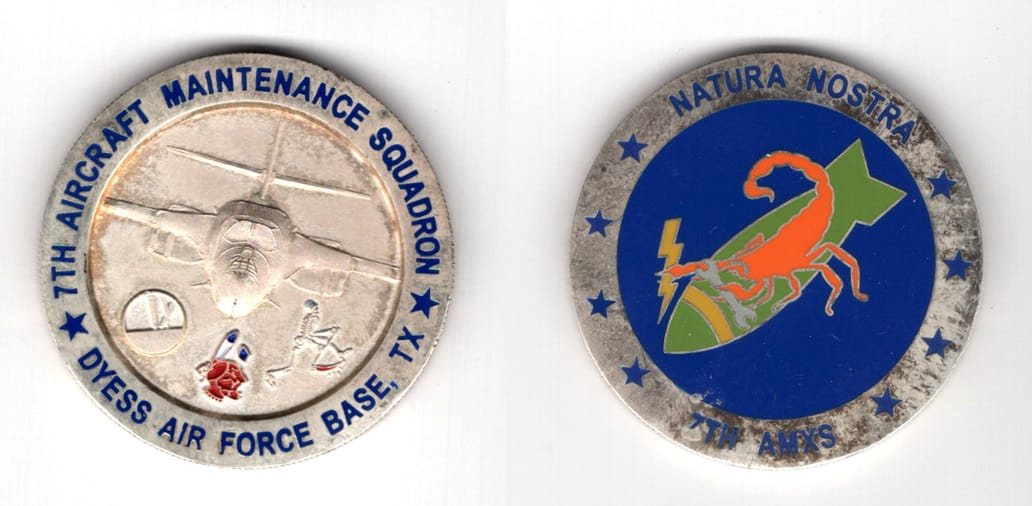 7TH AIRCRAFT MAINTENANCE SQUADRON
DYESS AIR FORCE BASE, TX
NATURA NOSTRA
7TH AMXS